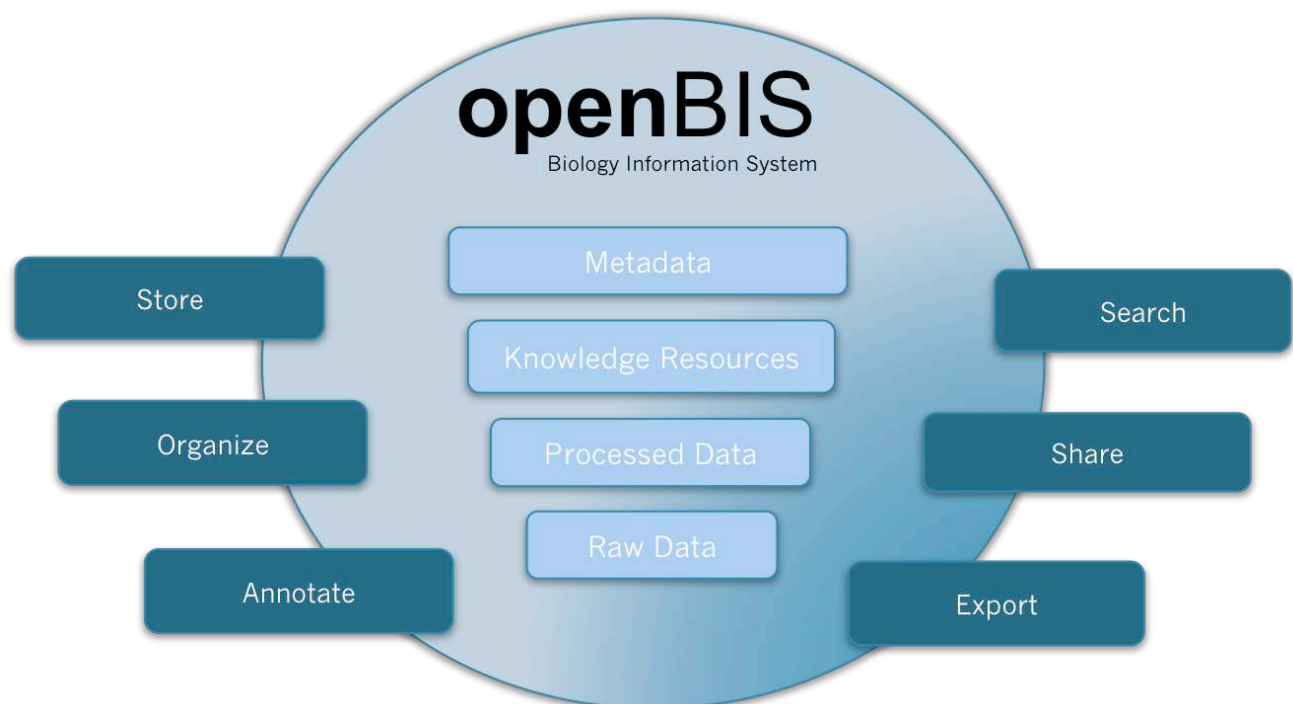 openBIS
Biology Information System
Metadata
Knowledge Resources
Processed Data
Raw Data
Store
Organize
Annotate
Search
Share
Export